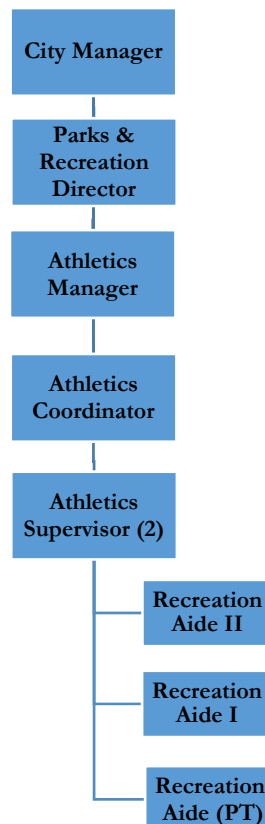 City Manager
Parks &
Recreation
Director
Athletics
Manager
Athletics
Coordinator
Athletics
Supervisor (2)
Recreation
Aide II
Recreation
Aide I
Recreation
Aide (PT)